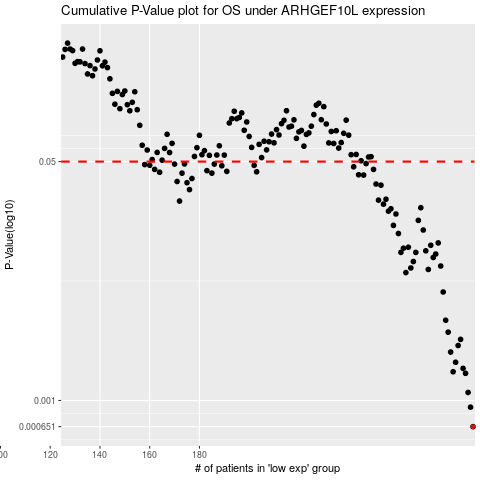 Cumulative P-Value plot for OS under ARHGEF10L expression
P-Value(log10)
0.05
0.001
0.000651
00 120 140 160 180
# of patients in 'low exp' group